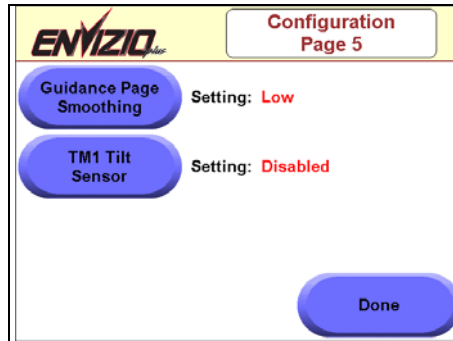 ENVIZIO plus
Configuration
Page 5
Guidance Page
Smoothing
Setting: Low
TM1 Tilt
Sensor
Setting: Disabled
Done